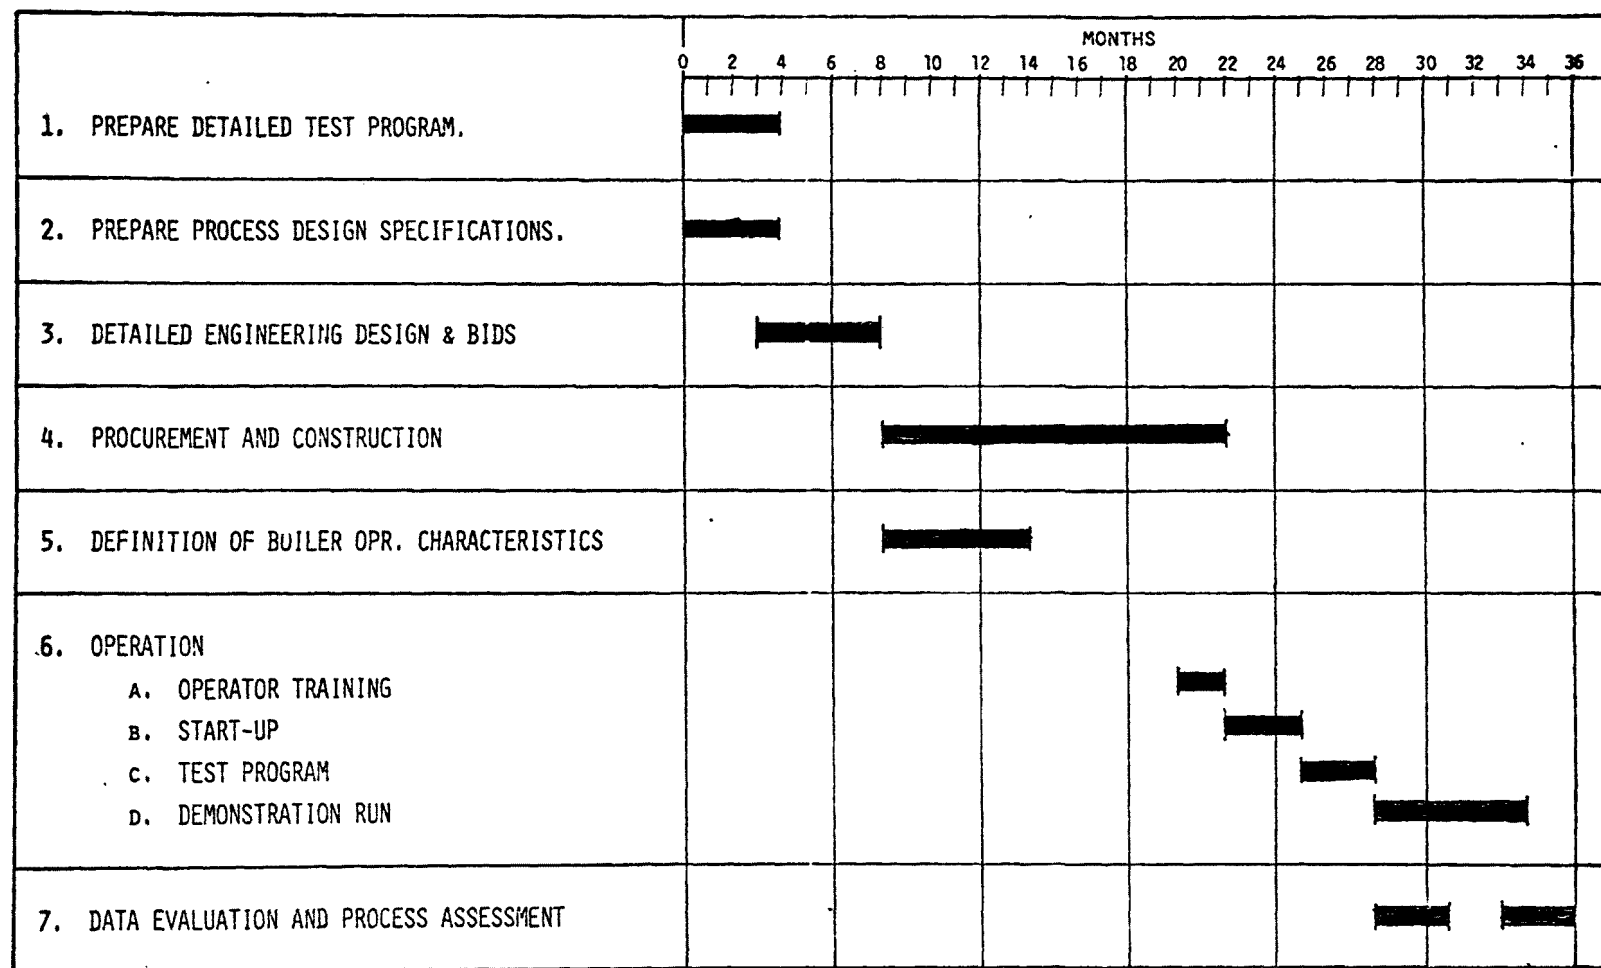 MONTHS
0 2 4 6 8 10 12 14 16 18 20 22 24 26 28 30 32 34 36
1. PREPARE DETAILED TEST PROGRAM.
2. PREPARE PROCESS DESIGN SPECIFICATIONS.
3. DETAILED ENGINEERING DESIGN & BIDS
4. PROCUREMENT AND CONSTRUCTION
5. DEFINITION OF BOILER OPR. CHARACTERISTICS
6. OPERATION
A. OPERATOR TRAINING
B. START-UP
C. TEST PROGRAM
D. DEMONSTRATION RUN
7. DATA EVALUATION AND PROCESS ASSESSMENT